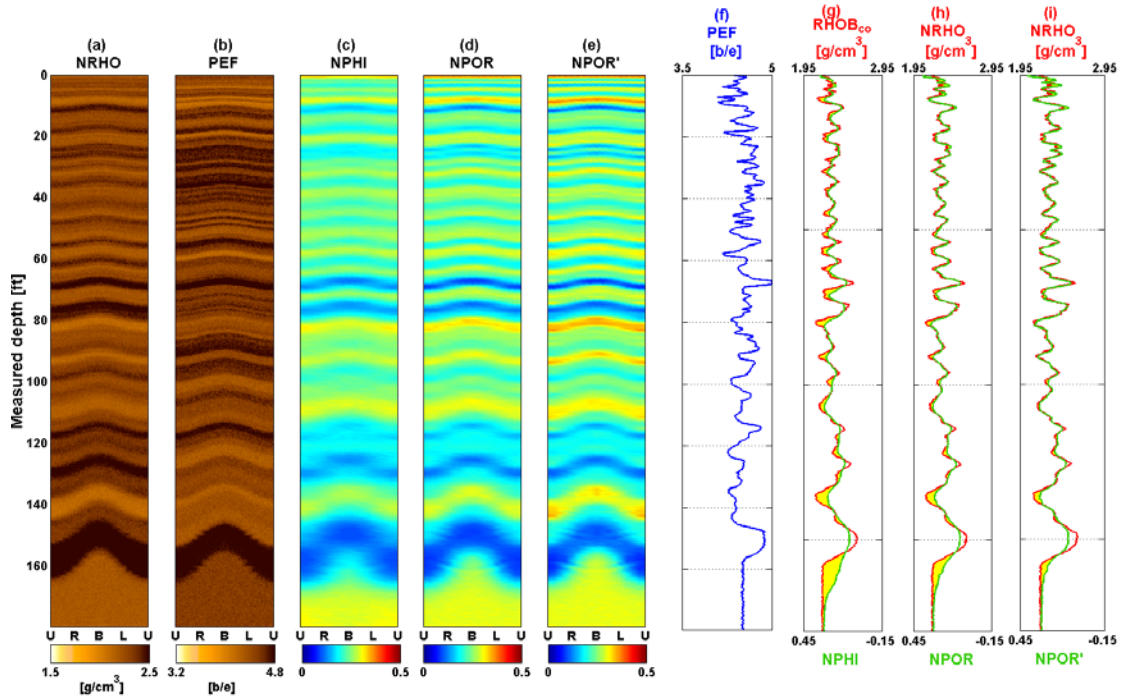 (a) (b) (c) (d) (e) (f) (g) (h) (i)
NRHO PEF NPHI NPOR NPOR' PEF RHOBco NRHO NRHO
[b/e] [g/cm3] [g/cm3] [g/cm3]
3.5 5 1.95 2.95 1.95 2.95 1.95 2.95
Measured depth [ft]
0
20
40
60
80
100
120
140
160
U R B L U R B L U U R B L U R B L U R B L U
0.45 -0.15 0.45 -0.15 0.45 -0.15
1.5 2.5 3.2 4.8 0 0.5 0 0.5 0 0.5
[g/cm3] [b/e]
NPHI NPOR NPOR'